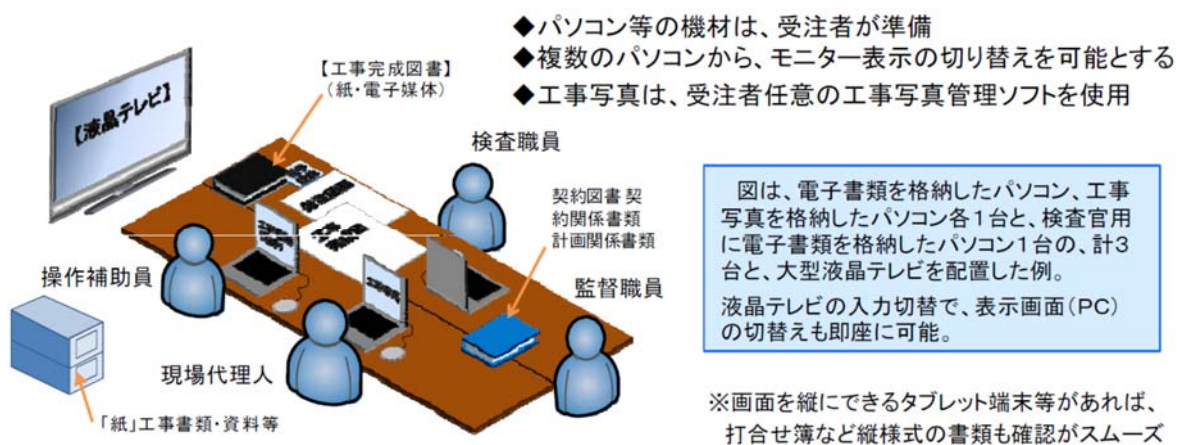 ◆パソコン等の機材は、受注者が準備
◆複数のパソコンから、モニター表示の切り替えを可能とする
◆工事写真は、受注者任意の工事写真管理ソフトを使用
【工事完成図書】
(紙・電子媒体)
【液晶テレビ】
検査職員
契約図書 契
約関係書類
計画関係書類
操作補助員
監督職員
現場代理人
「紙」工事書類・資料等
図は、電子書類を格納したパソコン、工事
写真を格納したパソコン各1台と、検査官用
に電子書類を格納したパソコン1台の、計3
台と、大型液晶テレビを配置した例。
液晶テレビの入力切替で、表示画面(PC)
の切替えも即座に可能。
※画面を縦にできるタブレット端末等があれば、
打合せ簿など縦様式の書類も確認がスムーズ